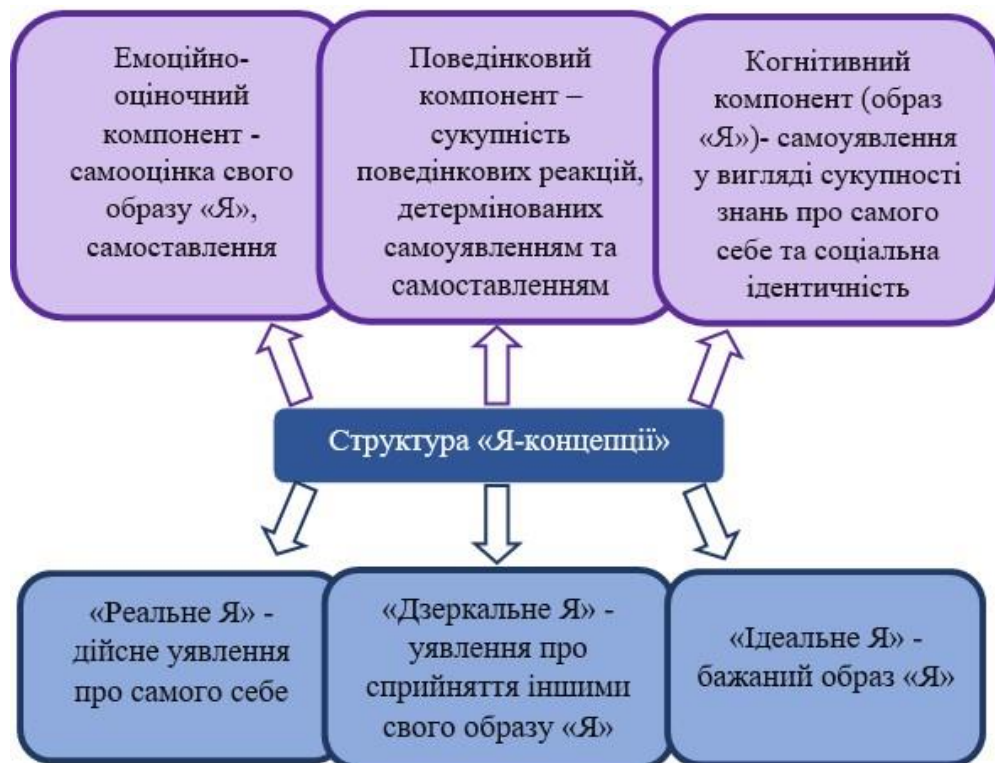 Емоційно-
оціночний
компонент -
самооцінка свого
образу «Я»,
самоставлення
Поведінковий
компонент –
сукупність
поведінкових реакцій,
детермінованих
самоуявленням та
самоставленням
Когнітивний
компонент (образ
«Я»)- самоуявлення
у вигляді сукупності
знань про самого
себе та соціальна
ідентичність
Структура «Я-концепції»
«Реальне Я» -
дійсне уявлення
про самого себе
«Дзеркальне Я» -
уявлення про
сприйняття іншими
свого образу «Я»
«Ідеальне Я» -
бажаний образ «Я»